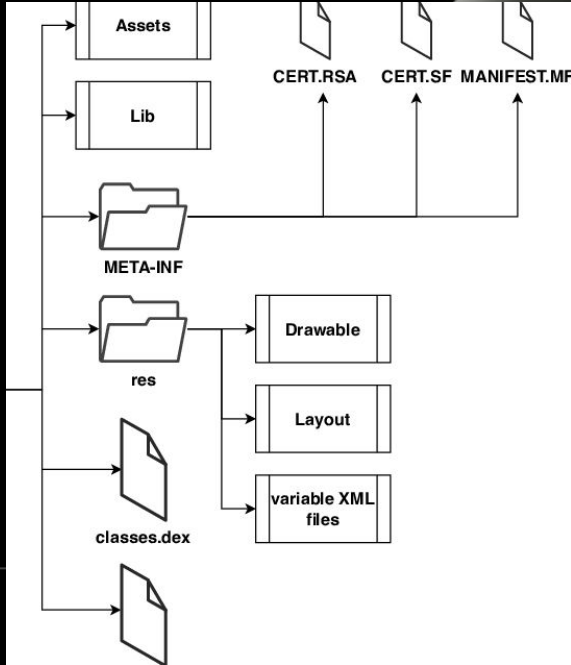 Assets
CERT.RSA
CERT.SF
MANIFEST.MF
Lib
META-INF
res
Drawable
Layout
variable XML
files
classes.dex